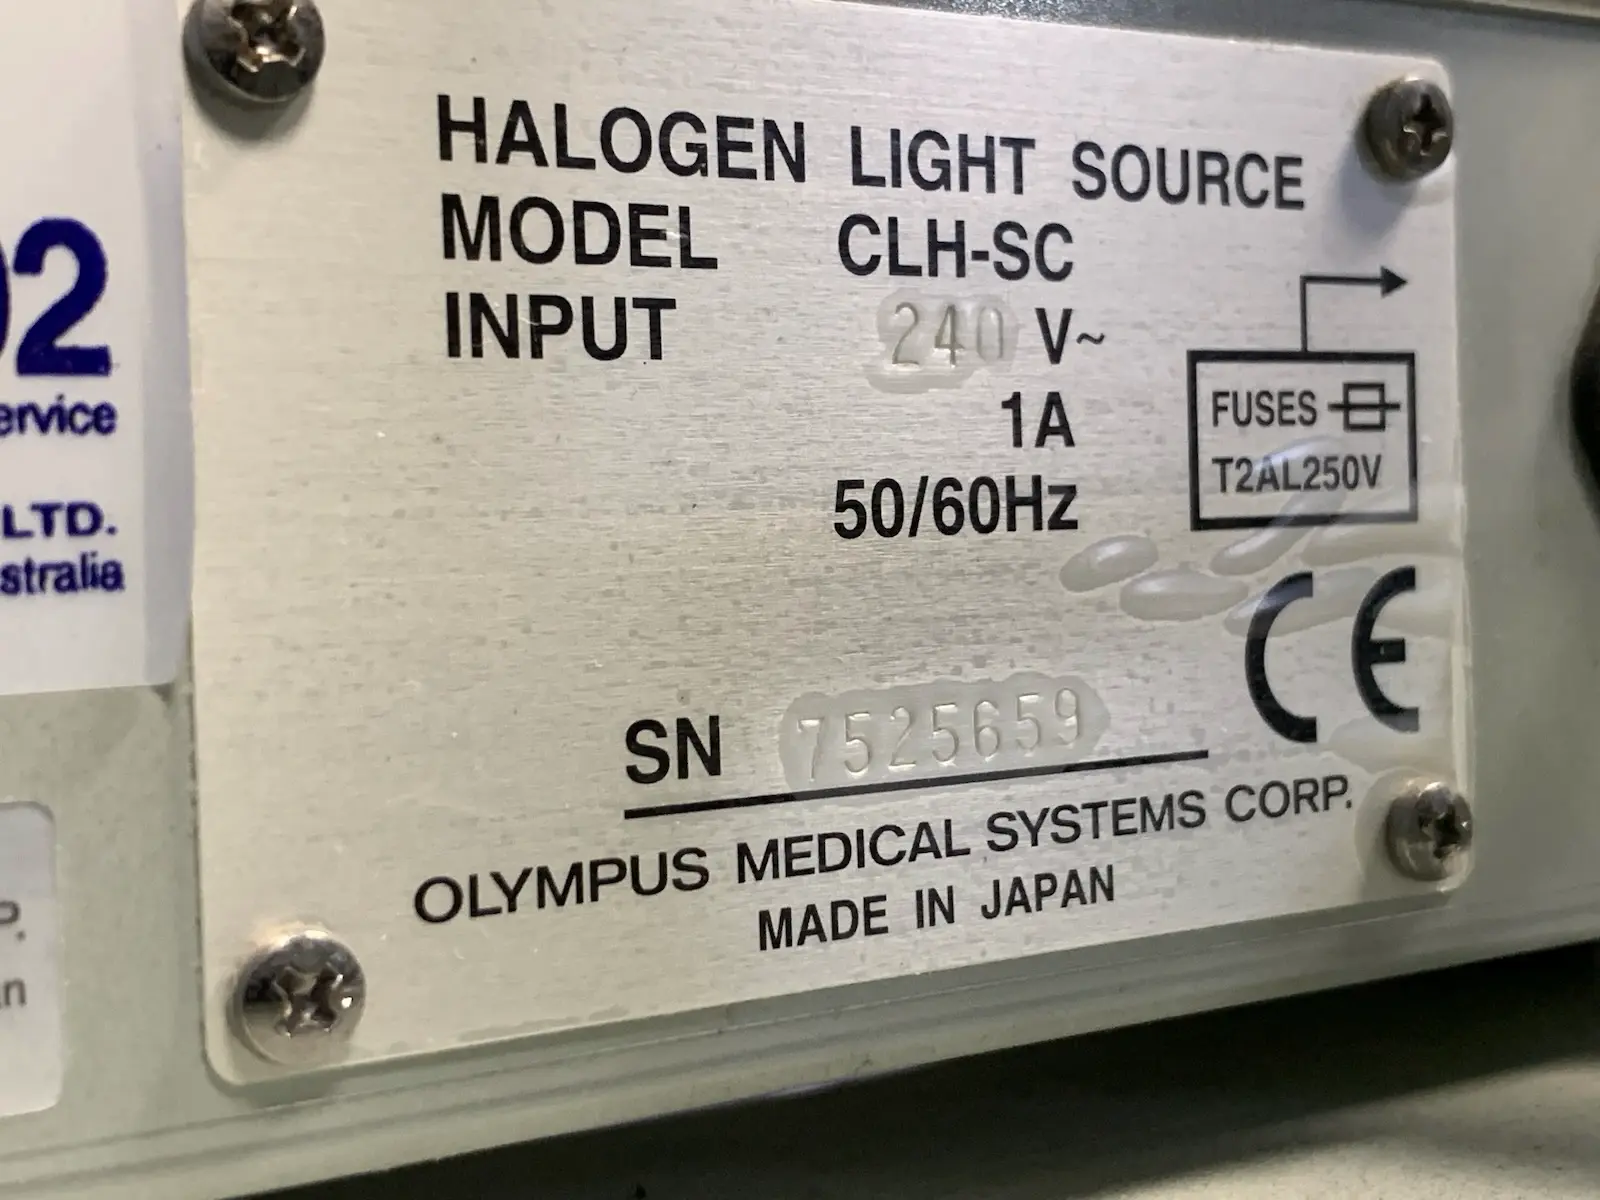 HALOGEN LIGHT SOURCE
MODEL CLH-SC
INPUT 240 V~
1A
50/60Hz
FUSES
T2AL250V
CE
SN 7525659
OLYMPUS MEDICAL SYSTEMS CORP.
MADE IN JAPAN
2
ervice
LTD.
stralia
P.
n